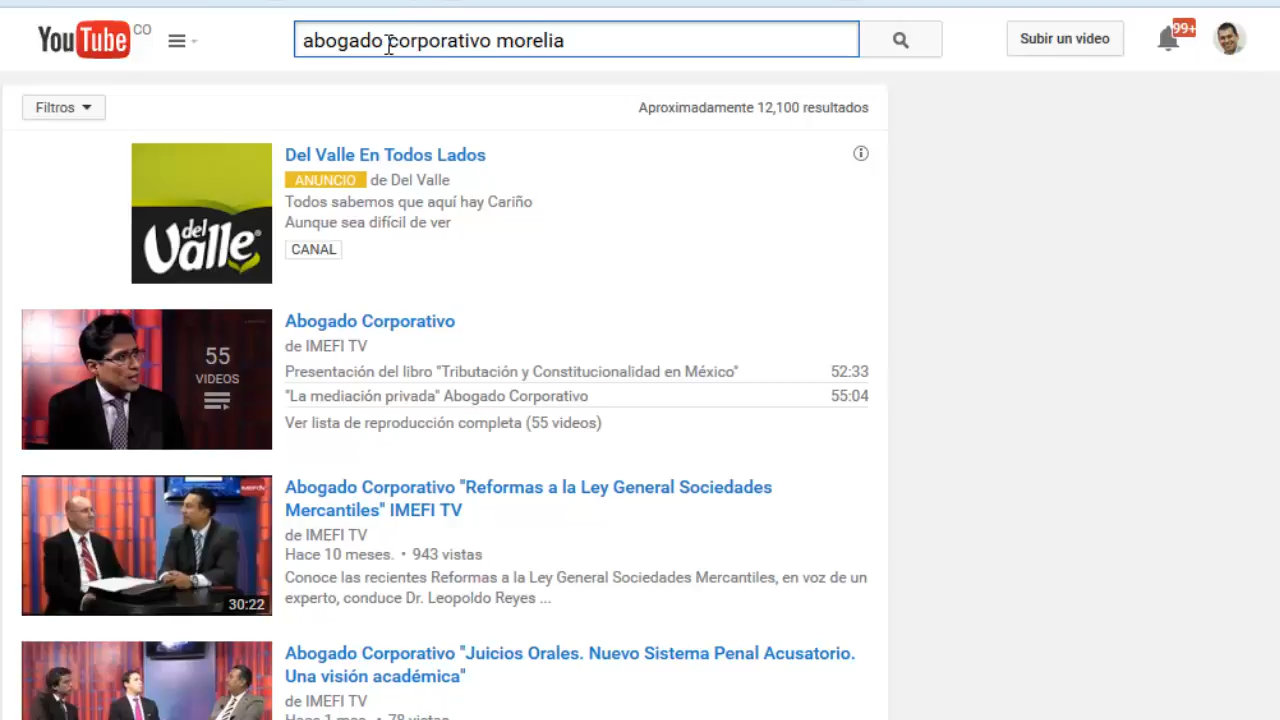 YouTube CO
abogado corporativo morelia
Subir un video
99+
Filtros
Aproximadamente 12,100 resultados
del Valle
Del Valle En Todos Lados
ANUNCIO de Del Valle
Todos sabemos que aquí hay Cariño
Aunque sea difícil de ver
CANAL
55
VIDEOS
Abogado Corporativo
de IMEFI TV
Presentación del libro "Tributación y Constitucionalidad en México" 52:33
"La mediación privada" Abogado Corporativo 55:04
Ver lista de reproducción completa (55 videos)
30:22
Abogado Corporativo "Reformas a la Ley General Sociedades
Mercantiles" IMEFI TV
de IMEFI TV
Hace 10 meses. • 943 vistas
Conoce las recientes Reformas a la Ley General Sociedades Mercantiles, en voz de un
experto, conduce Dr. Leopoldo Reyes ...
Abogado Corporativo "Juicios Orales. Nuevo Sistema Penal Acusatorio.
Una visión académica"
de IMEFI TV
Hace 1 mes. • 78 vistas